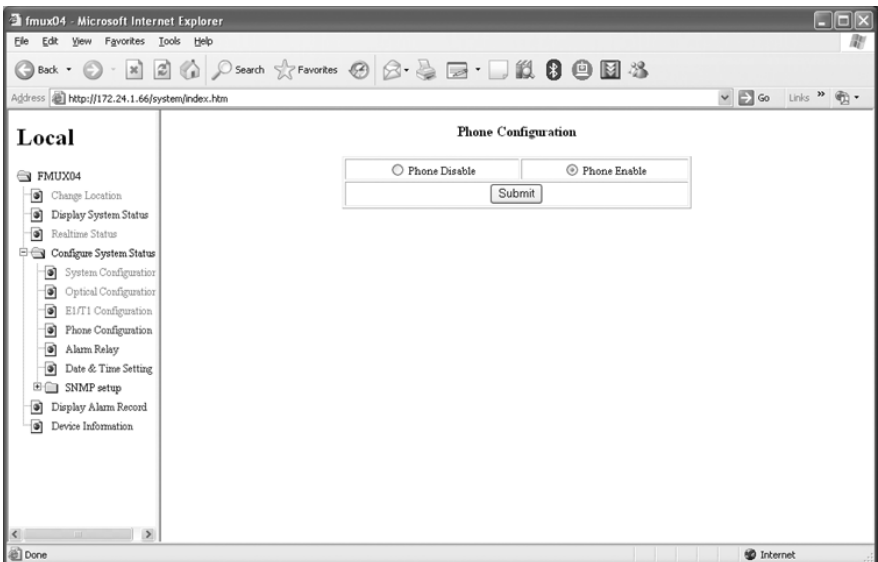 fmux04 - Microsoft Internet Explorer
File Edit View Favorites Tools Help
Back Search Favorites
Address http://172.24.1.66/system/index.htm Go Links »
Local
FMUX04
Change Location
Display System Status
Realtime Status
Configure System Status
System Configuration
Optical Configuration
E1/T1 Configuration
Phone Configuration
Alarm Relay
Date & Time Setting
SNMP setup
Display Alarm Record
Device Information
Phone Configuration
Phone Disable Phone Enable
Submit
Done Internet